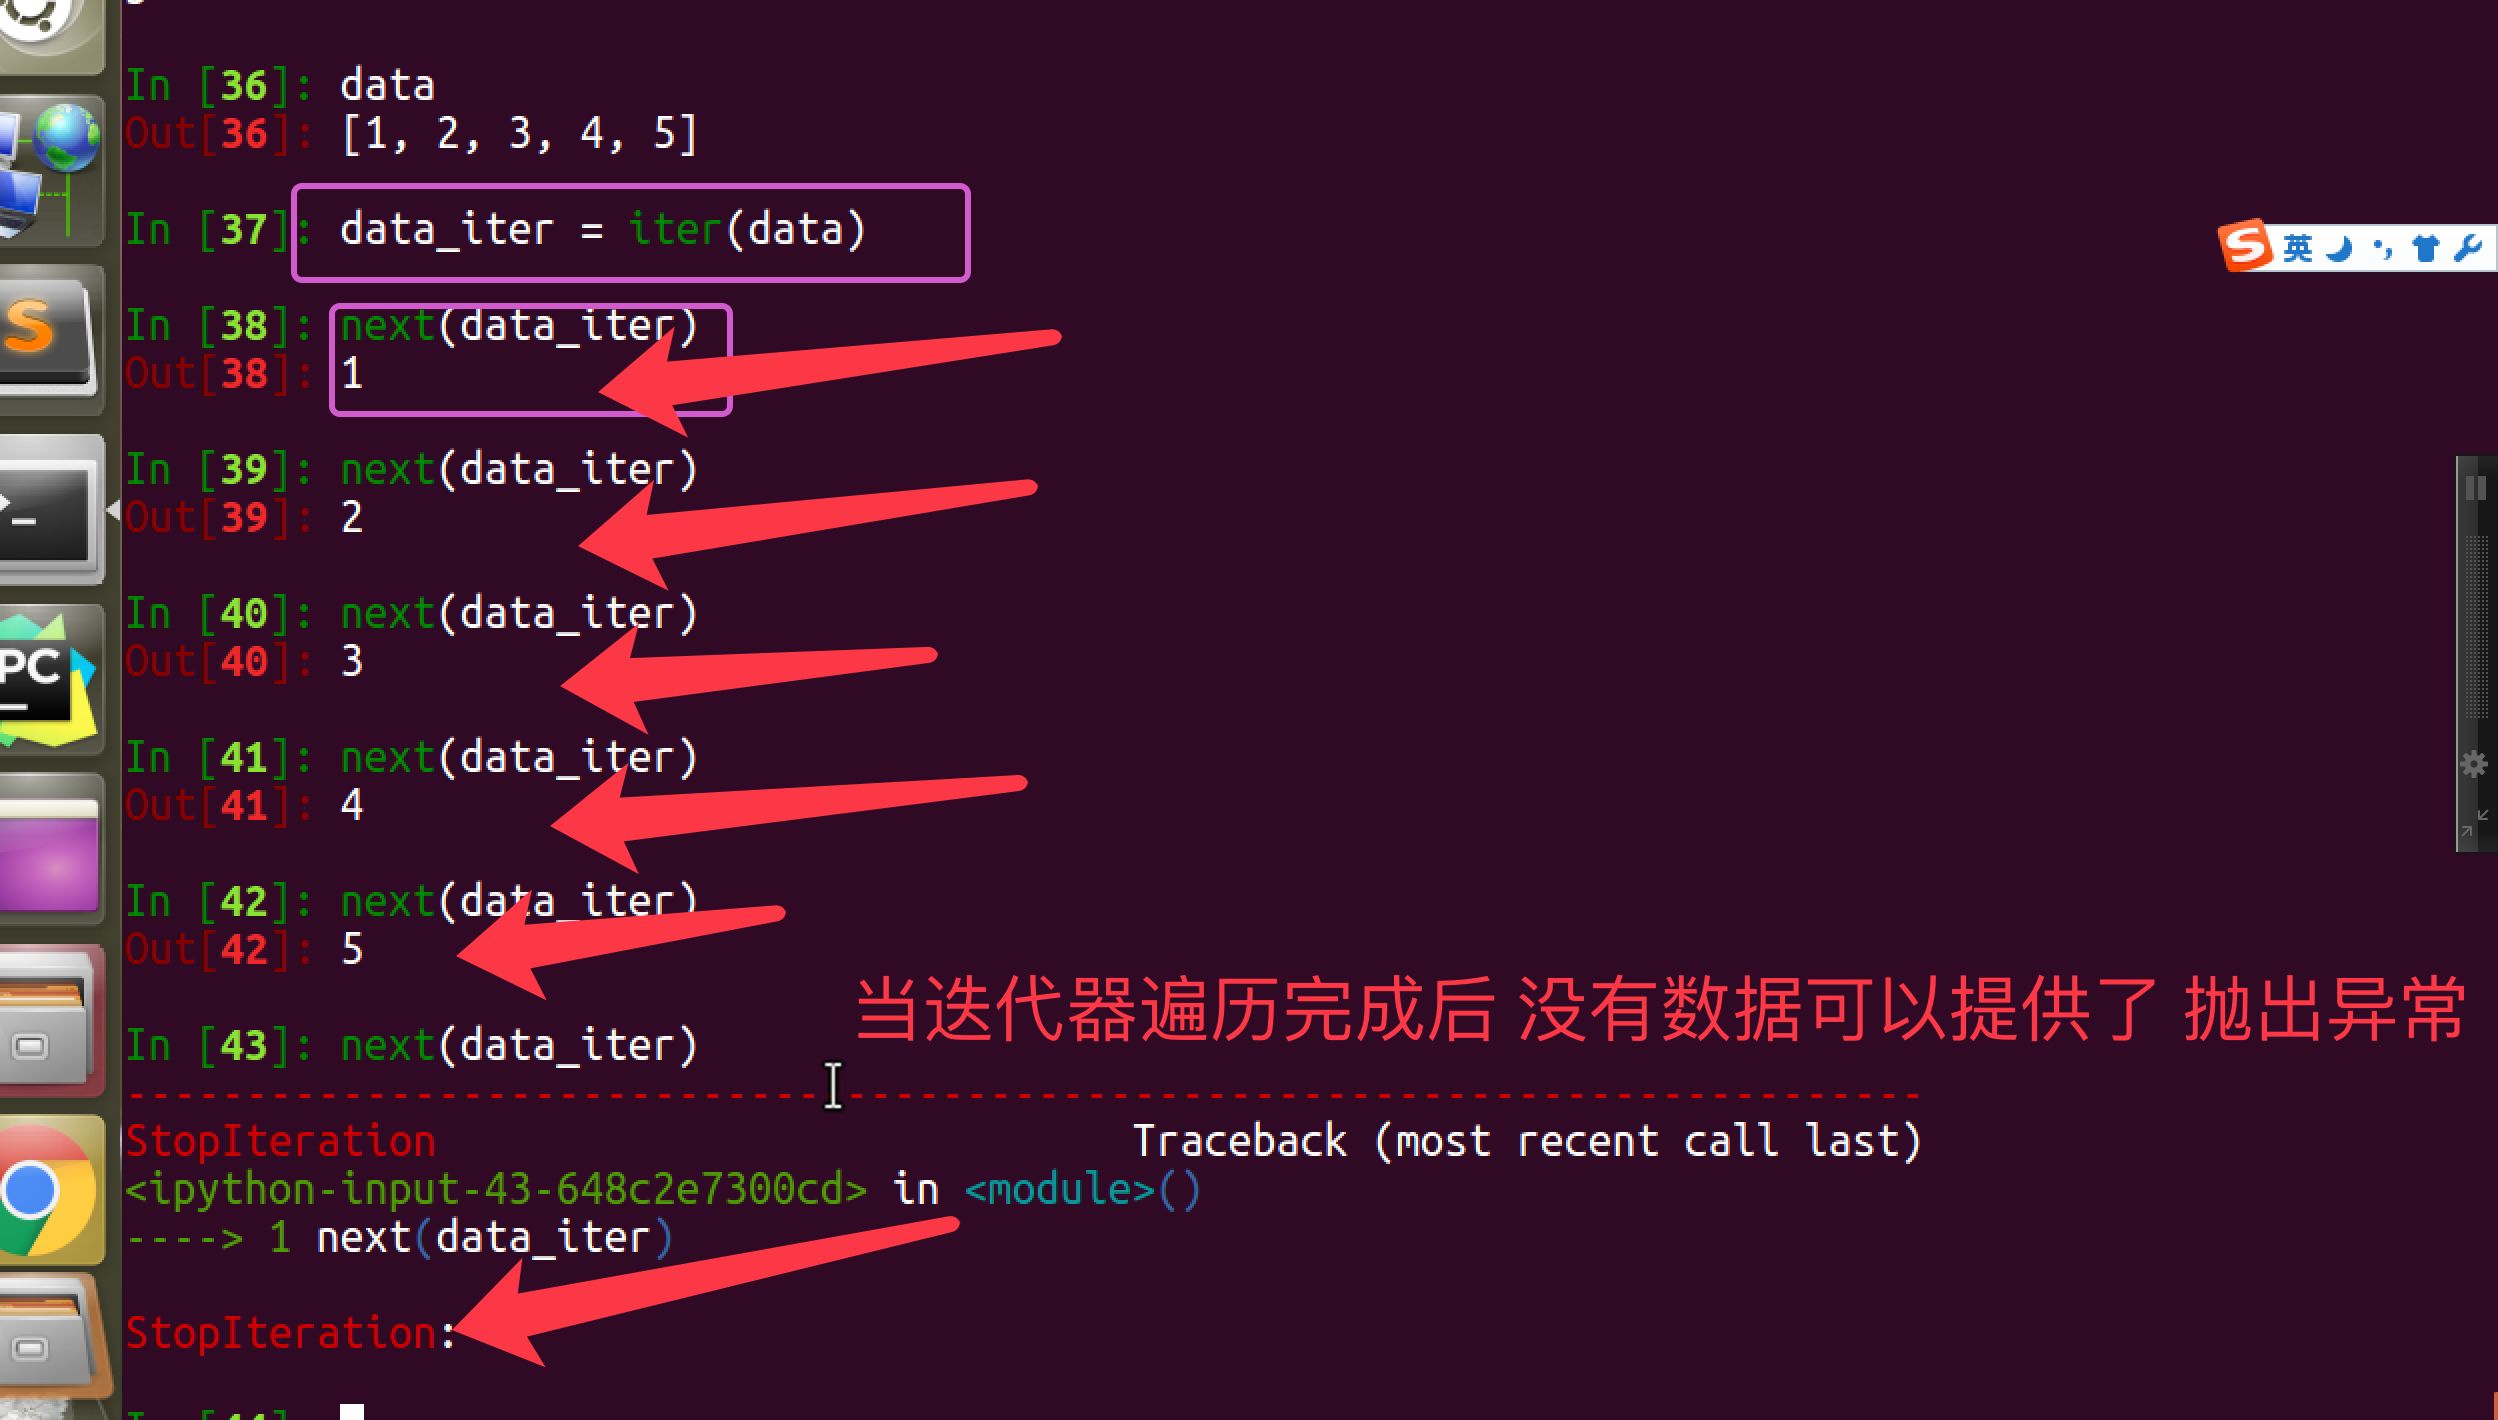 In [36]: data
Out[36]: [1, 2, 3, 4, 5]
In [37]: data_iter = iter(data)
英
In [38]: next(data_iter)
Out[38]: 1
In [39]: next(data_iter)
Out[39]: 2
In [40]: next(data_iter)
Out[40]: 3
PC
In [41]: next(data_iter)
Out[41]: 4
In [42]: next(data_iter)
Out[42]: 5
当迭代器遍历完成后 没有数据可以提供了 抛出异常
In [43]: next(data_iter)
---------------------------------------------------------------------------
StopIteration                             Traceback (most recent call last)
<ipython-input-43-648c2e7300cd> in <module>()
----> 1 next(data_iter)
StopIteration: